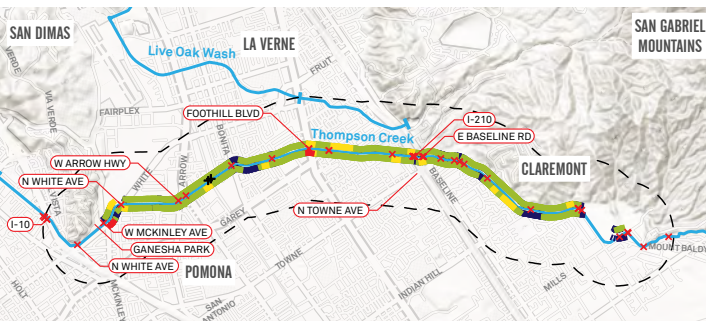 SAN DIMAS
LA VERNE
SAN GABRIEL
MOUNTAINS
Live Oak Wash
FRUIT
VERDE
VIA VERDE
FAIRPLEX
FOOTHILL BLVD
BONITA
Thompson Creek
I-210
E BASELINE RD
W ARROW HWY
WHITE
ARROW
CLAREMONT
N WHITE AVE
BASELINE
VISTA
I-10
W MCKINLEY AVE
GAREY
N TOWNE AVE
GANESHA PARK
MOUNT BALDY
N WHITE AVE
POMONA
TOWNE
HOLT
MCKINLEY
SAN
ANTONIO
INDIAN HILL
MILLS